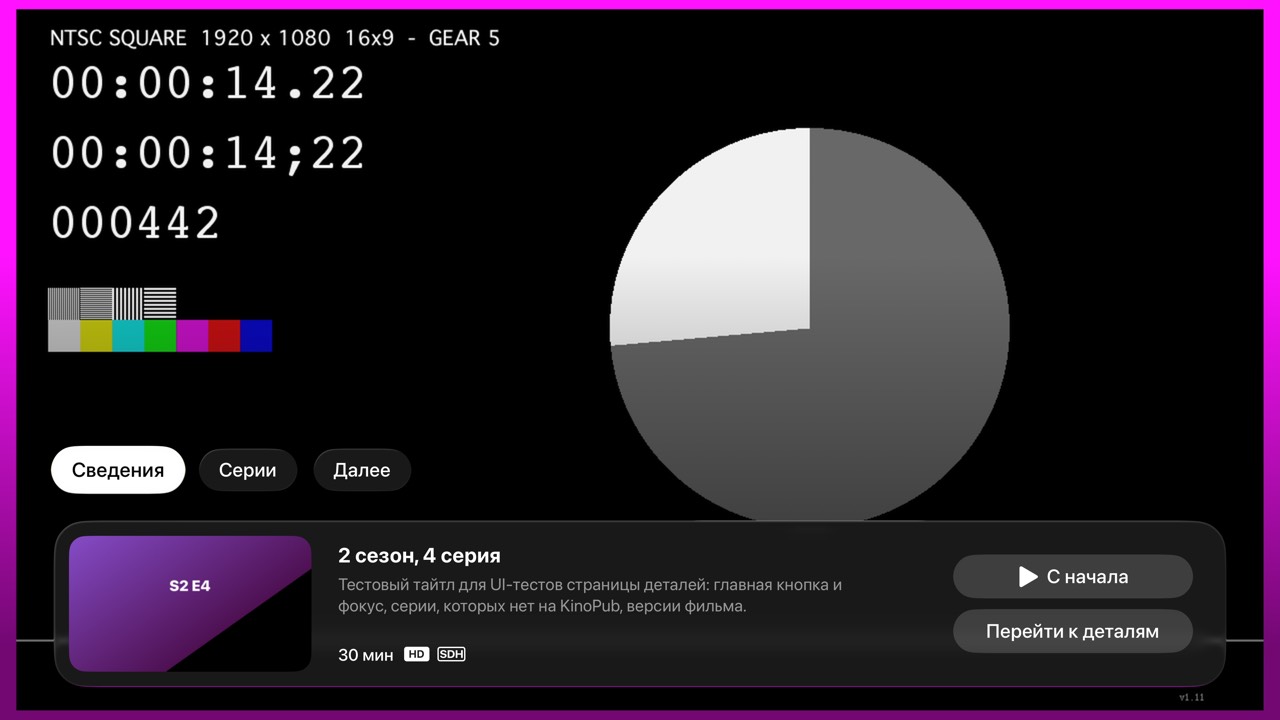 NTSC SQUARE 1920 x 1080 16x9 - GEAR 5
00:00:14.22
00:00:14;22
000442
Сведения
Серии
Далее
S2 E4
2 сезон, 4 серия
Тестовый тайтл для UI-тестов страницы деталей: главная кнопка и
фокус, серии, которых нет на KinoPub, версии фильма.
30 мин HD SDH
С начала
Перейти к деталям
v1.11